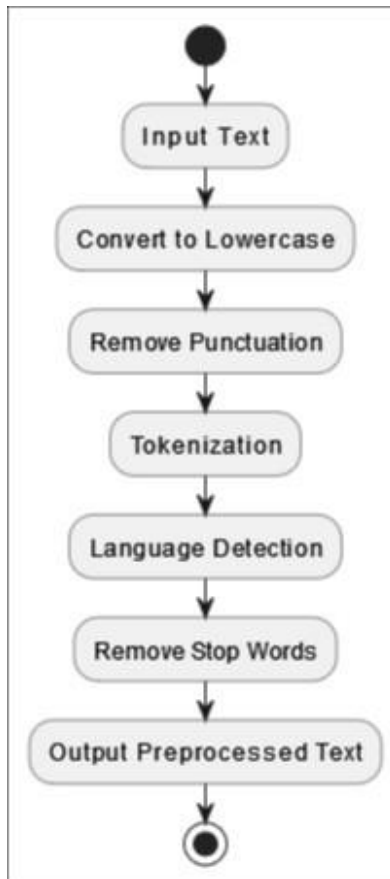 Input Text
Convert to Lowercase
Remove Punctuation
Tokenization
Language Detection
Remove Stop Words
Output Preprocessed Text